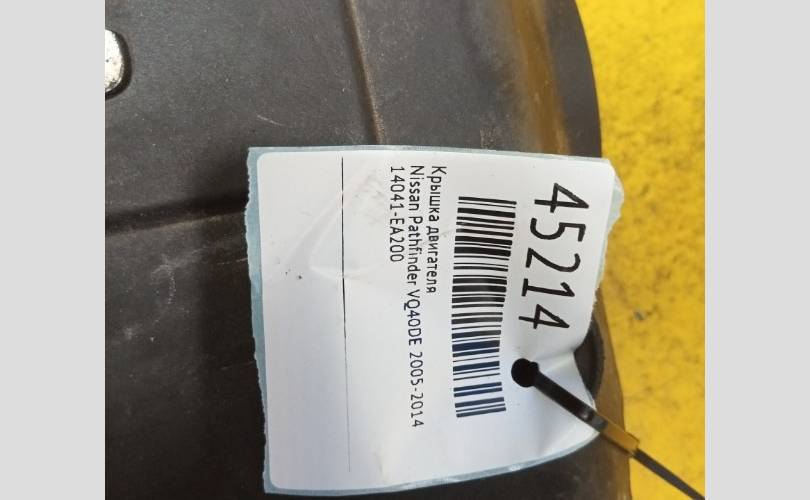 45214
Крышка двигателя
Nissan Pathfinder VQ40DE 2005-2014
14041-EA200